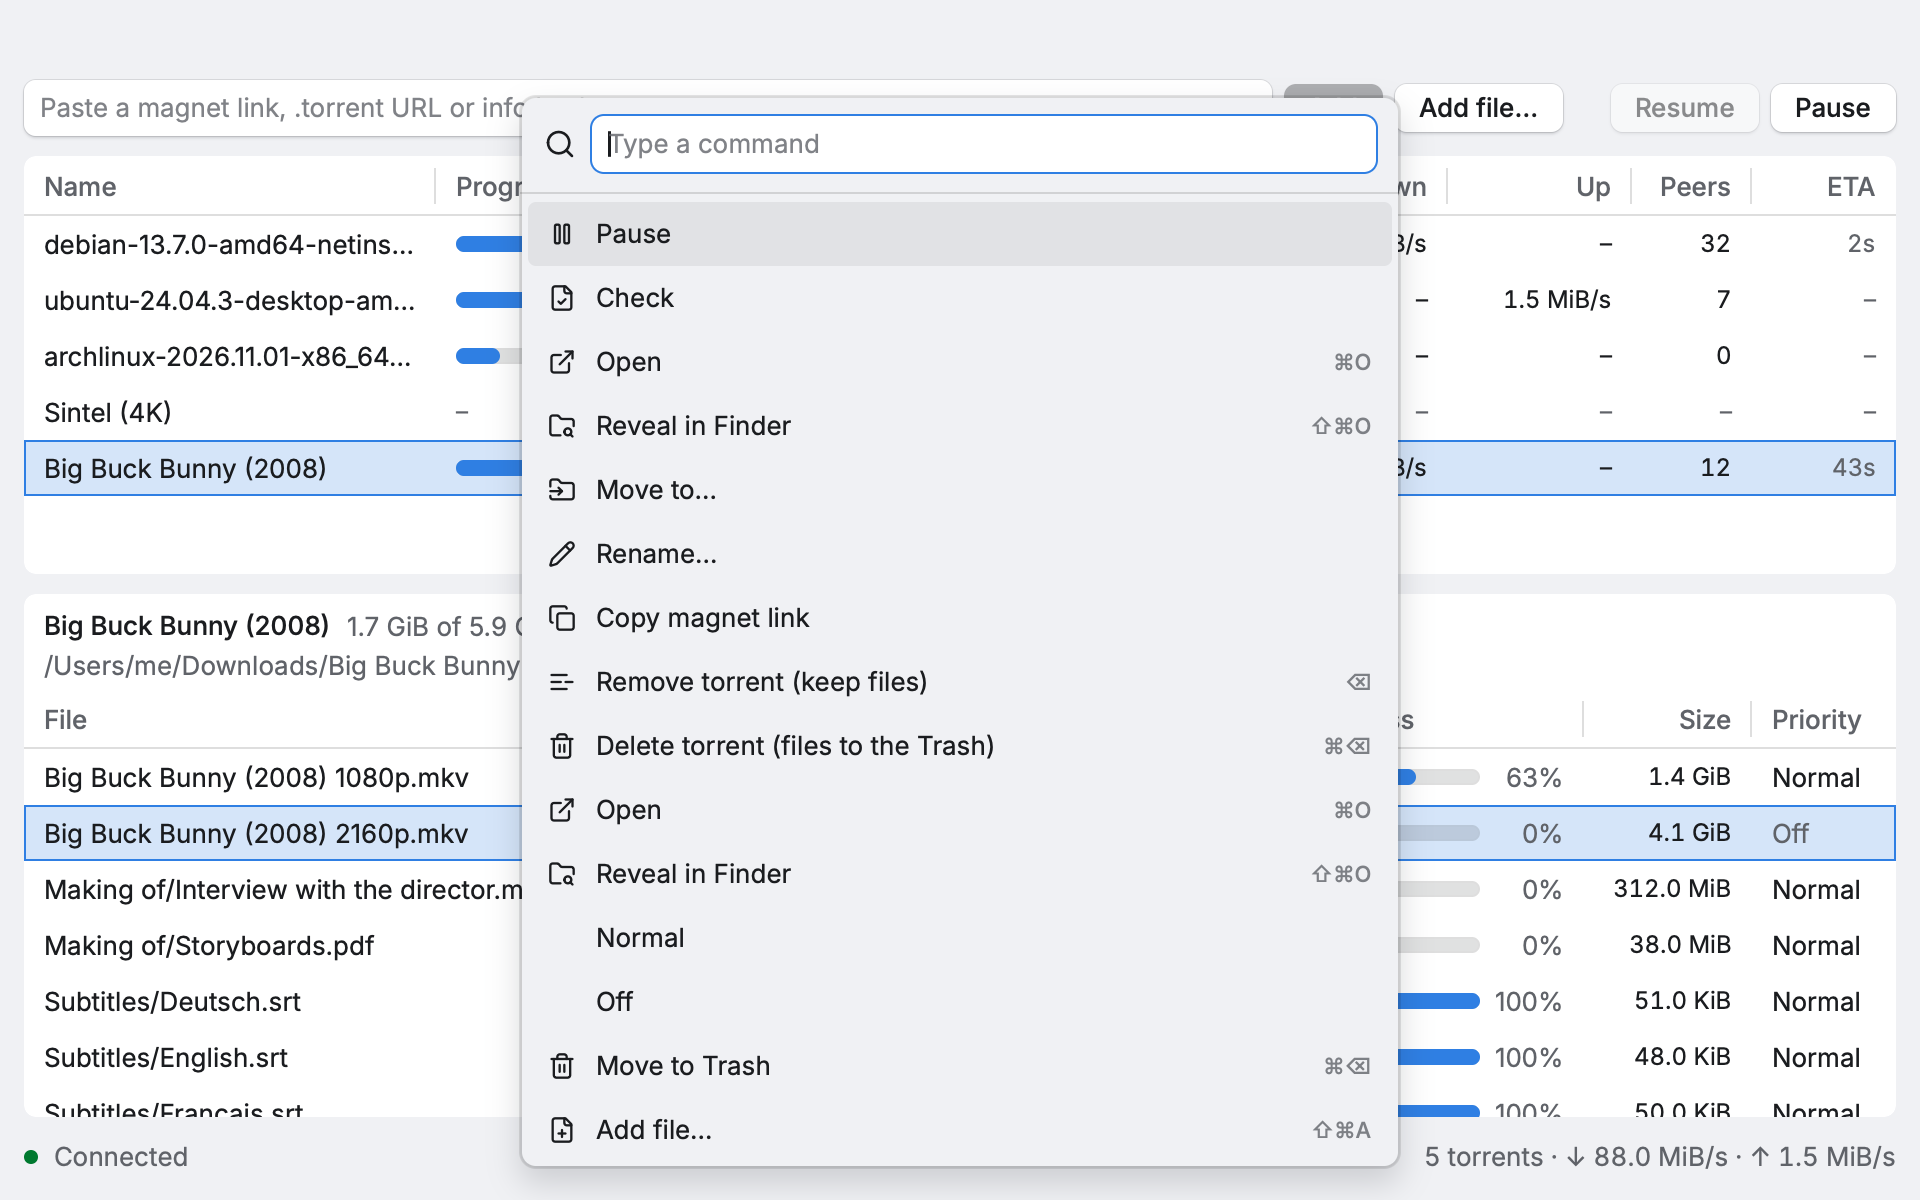 Paste a magnet link, .torrent URL or info
Add file...
Resume
Pause
Type a command
Name
Up
Peers
ETA
debian-13.7.0-amd64-netins...
–
32
2s
ubuntu-24.04.3-desktop-am...
–
1.5 MiB/s
7
–
archlinux-2026.11.01-x86_64...
–
–
0
–
Sintel (4K)
–
–
–
–
–
Big Buck Bunny (2008)
–
12
43s
Pause
Check
Open ⌘O
Reveal in Finder ⇧⌘O
Move to...
Rename...
Copy magnet link
Remove torrent (keep files) ⌫
Delete torrent (files to the Trash) ⌘⌫
Open ⌘O
Reveal in Finder ⇧⌘O
Normal
Off
Move to Trash ⌘⌫
Add file... ⇧⌘A
Big Buck Bunny (2008) 1.7 GiB of 5.9
/Users/me/Downloads/Big Buck Bunny
File
Size
Priority
Big Buck Bunny (2008) 1080p.mkv
63%
1.4 GiB
Normal
Big Buck Bunny (2008) 2160p.mkv
0%
4.1 GiB
Off
Making of/Interview with the director.m
0%
312.0 MiB
Normal
Making of/Storyboards.pdf
0%
38.0 MiB
Normal
Subtitles/Deutsch.srt
100%
51.0 KiB
Normal
Subtitles/English.srt
100%
48.0 KiB
Normal
Subtitles/Français.srt
100%
50.0 KiB
Normal
Connected
5 torrents · ↓ 88.0 MiB/s · ↑ 1.5 MiB/s